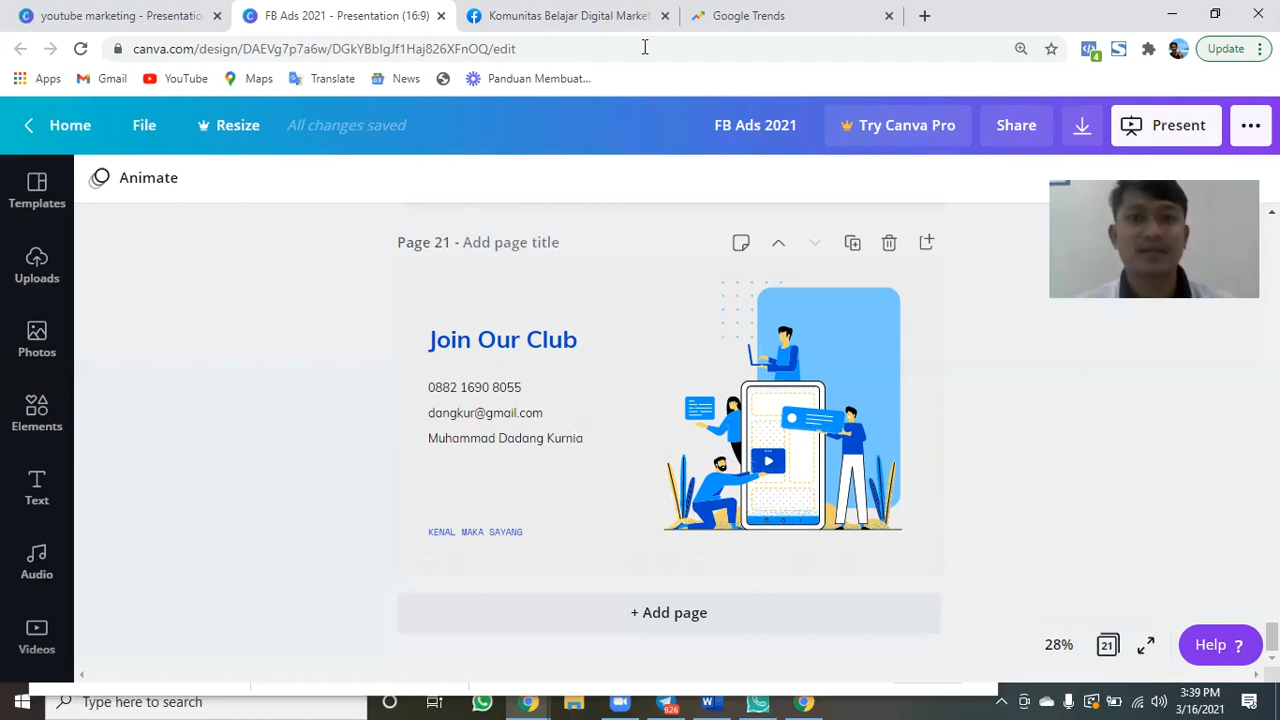 youtube marketing - Presentatio
FB Ads 2021 - Presentation (16:9)
Komunitas Belajar Digital Market
Google Trends
canva.com/design/DAEVg7p7a6w/DGkYBbIgJf1Haj826XFnOQ/edit
4
Update
Apps
Gmail
YouTube
Maps
Translate
News
Panduan Membuat...
Home
File
Resize
All changes saved
FB Ads 2021
Try Canva Pro
Share
Present
Animate
Templates
Uploads
Photos
Elements
Text
Audio
Videos
Page 21 - Add page title
Join Our Club
0882 1690 8055
dangkur@gmail.com
Muhammad Dadang Kurnia
KENAL MAKA SAYANG
+ Add page
28%
21
Help ?
Type here to search
926
3:39 PM
3/16/2021